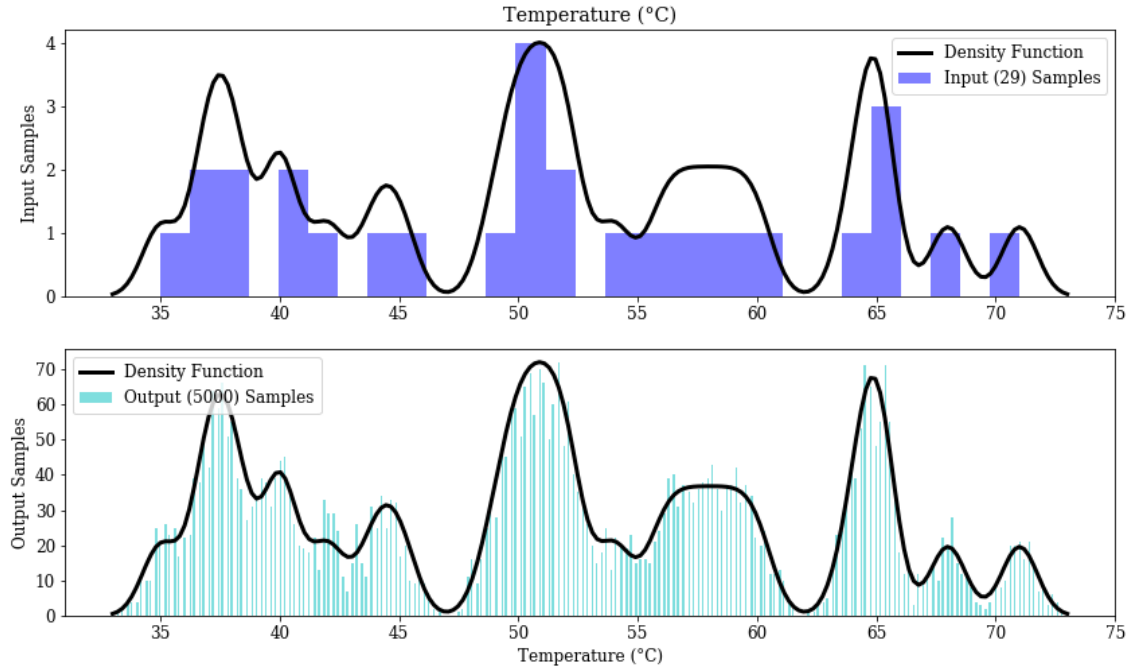 Temperature (°C)
4
3
2
1
0
Input Samples
Density Function
Input (29) Samples
35 40 45 50 55 60 65 70 75
70
60
50
40
30
20
10
0
Output Samples
Density Function
Output (5000) Samples
35 40 45 50 55 60 65 70 75
Temperature (°C)